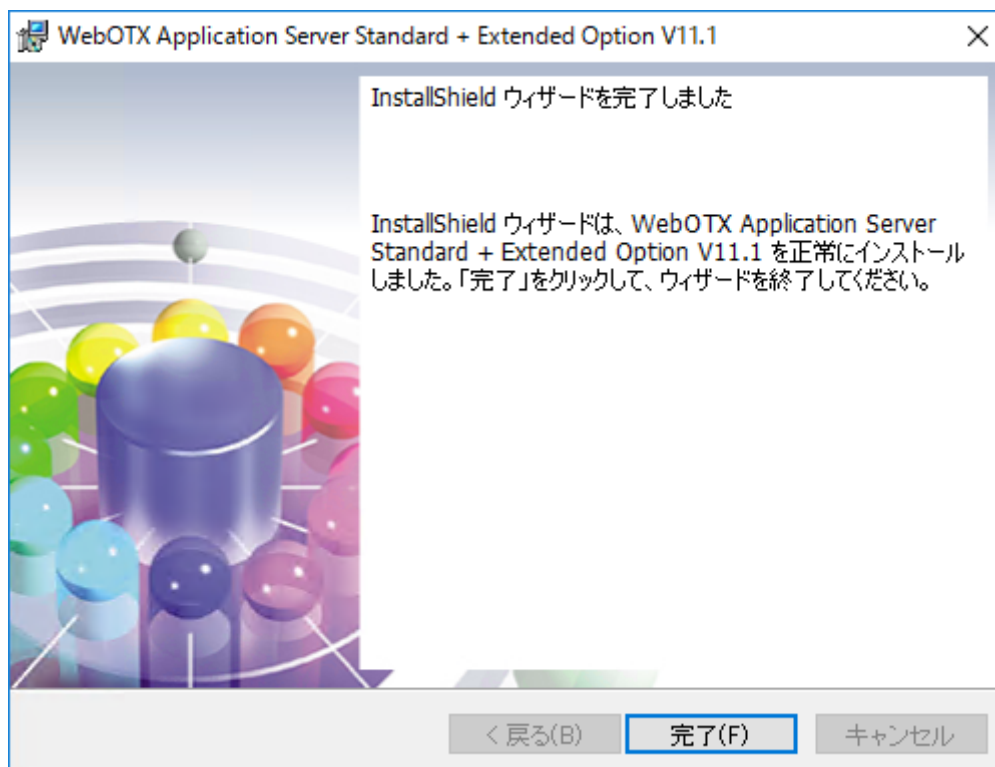 WebOTX Application Server Standard + Extended Option V11.1
InstallShield ウィザードを完了しました
InstallShield ウィザードは、WebOTX Application Server
Standard + Extended Option V11.1 を正常にインストール
しました。「完了」をクリックして、ウィザードを終了してください。
< 戻る(B)
完了(F)
キャンセル